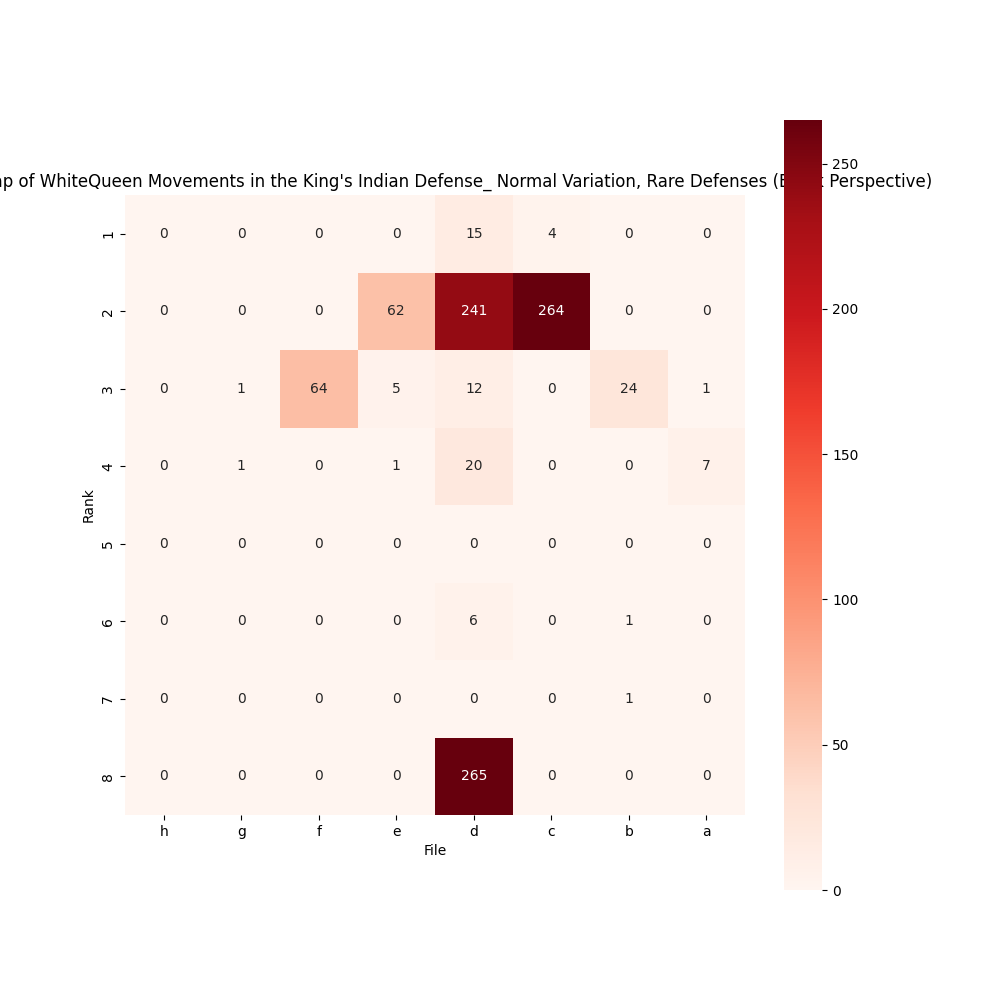 of WhiteQueen Movements in the King's Indian Defense_ Normal Variation, Rare Defenses ( Perspective)
250
1 0 0 0 0 15 4 0 0
2 0 0 0 62 241 264 0 0
200
3 0 1 64 5 12 0 24 1
4 0 1 0 1 20 0 0 7
150
Rank
5 0 0 0 0 0 0 0 0
100
6 0 0 0 0 6 0 1 0
7 0 0 0 0 0 0 1 0
50
8 0 0 0 0 265 0 0 0
h g f e d c b a
File
0